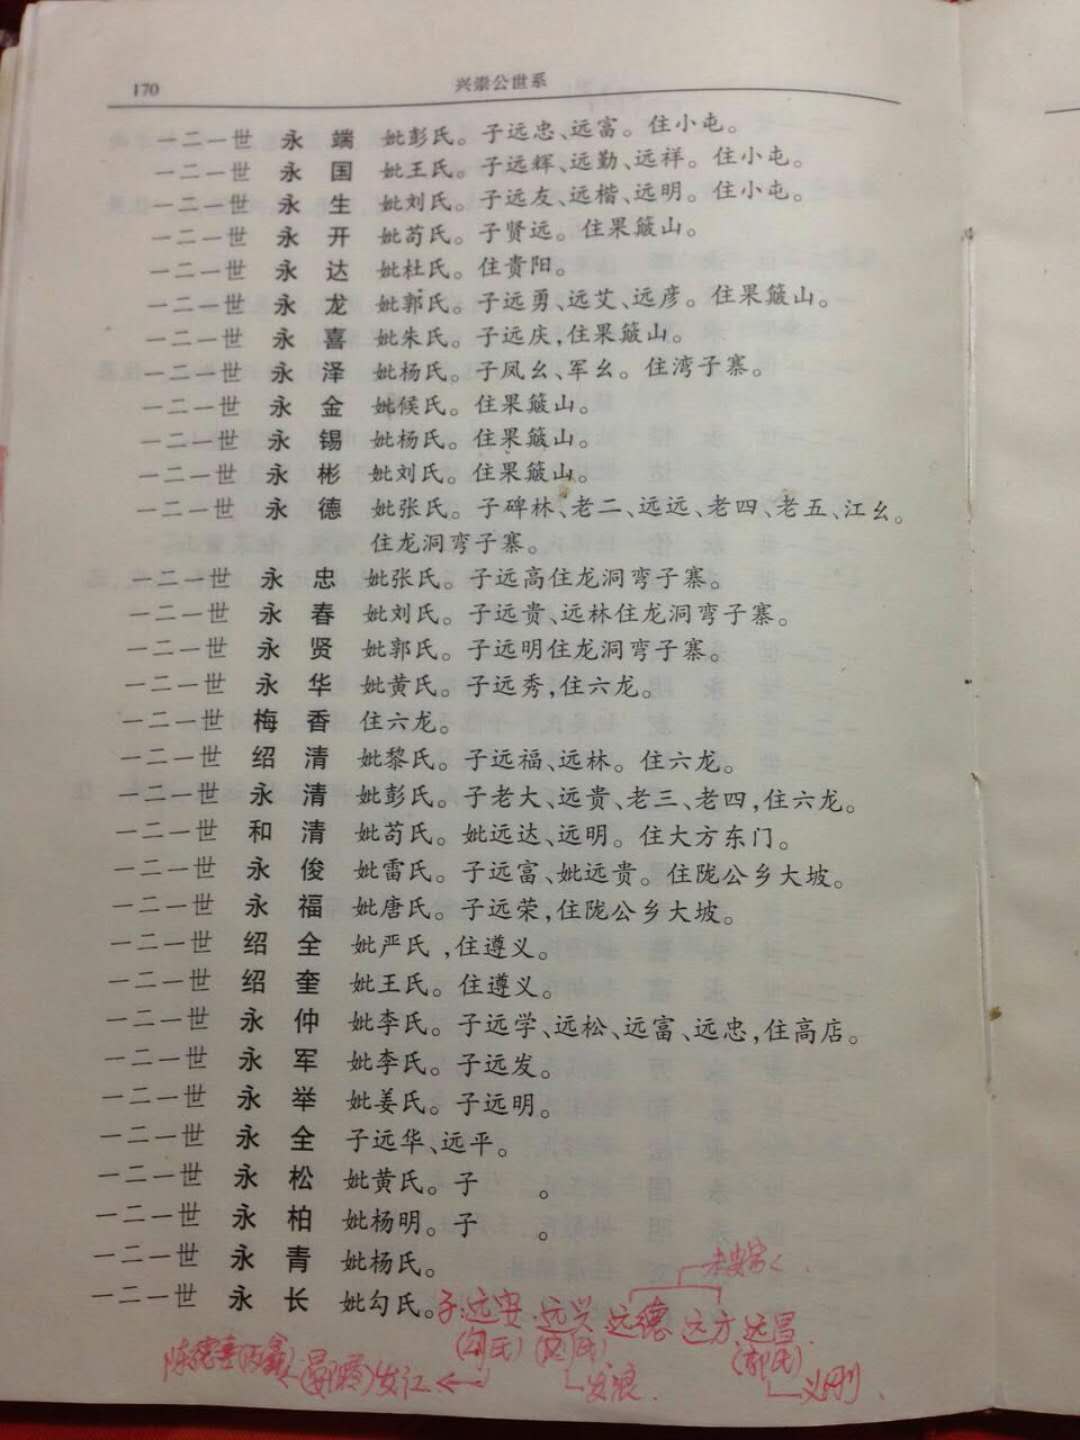 170
兴崇公世系
一二一世 永端 妣彭氏。子远忠、远富。住小屯。
一二一世 永国 妣王氏。子远辉、远勤、远祥。住小屯。
一二一世 永生 妣刘氏。子远友、远楷、远明。住小屯。
一二一世 永开 妣苟氏。子贤远。住果簸山。
一二一世 永达 妣杜氏。住贵阳。
一二一世 永龙 妣郭氏。子远勇、远艾、远彦。住果簸山。
一二一世 永喜 妣朱氏。子远庆,住果簸山。
一二一世 永泽 妣杨氏。子凤幺、军幺。住湾子寨。
一二一世 永金 妣候氏。住果簸山。
一二一世 永锡 妣杨氏。住果簸山。
一二一世 永彬 妣刘氏。住果簸山。
一二一世 永德 妣张氏。子碑林、老二、远远、老四、老五、江幺。
住龙洞弯子寨。
一二一世 永忠 妣张氏。子远高住龙洞弯子寨。
一二一世 永春 妣刘氏。子远贵、远林住龙洞弯子寨。
一二一世 永贤 妣郭氏。子远明住龙洞弯子寨。
一二一世 永华 妣黄氏。子远秀,住六龙。
一二一世 梅香 住六龙。
一二一世 绍清 妣黎氏。子远福、远林。住六龙。
一二一世 永清 妣彭氏。子老大、远贵、老三、老四,住六龙。
一二一世 和清 妣苟氏。妣远达、远明。住大方东门。
一二一世 永俊 妣雷氏。子远富、妣远贵。住陇公乡大坡。
一二一世 永福 妣唐氏。子远荣,住陇公乡大坡。
一二一世 绍全 妣严氏,住遵义。
一二一世 绍奎 妣王氏。住遵义。
一二一世 永仲 妣李氏。子远学、远松、远富、远忠,住高店。
一二一世 永军 妣李氏。子远发。
一二一世 永举 妣姜氏。子远明。
一二一世 永全 子远华、远平。
一二一世 永松 妣黄氏。子 。
一二一世 永柏 妣杨明。子 。
一二一世 永青 妣杨氏。
一二一世 永长 妣勾氏。子远安 远兴 远德 远方 远昌
(勾氏) (氏) (郭氏)
发江 发浪 义刚